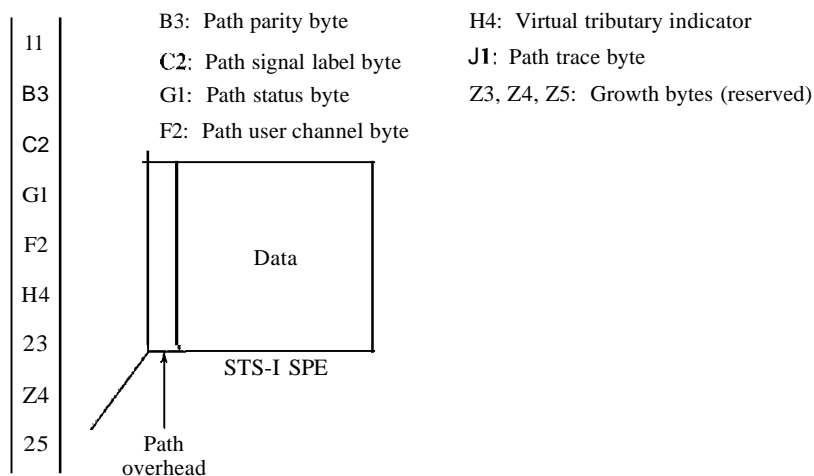 B3: Path parity byte
C2: Path signal label byte
G1: Path status byte
F2: Path user channel byte
H4: Virtual tributary indicator
J1: Path trace byte
Z3, Z4, Z5: Growth bytes (reserved)
11
B3
C2
G1
F2
H4
23
Z4
25
Data
STS-I SPE
Path
overhead